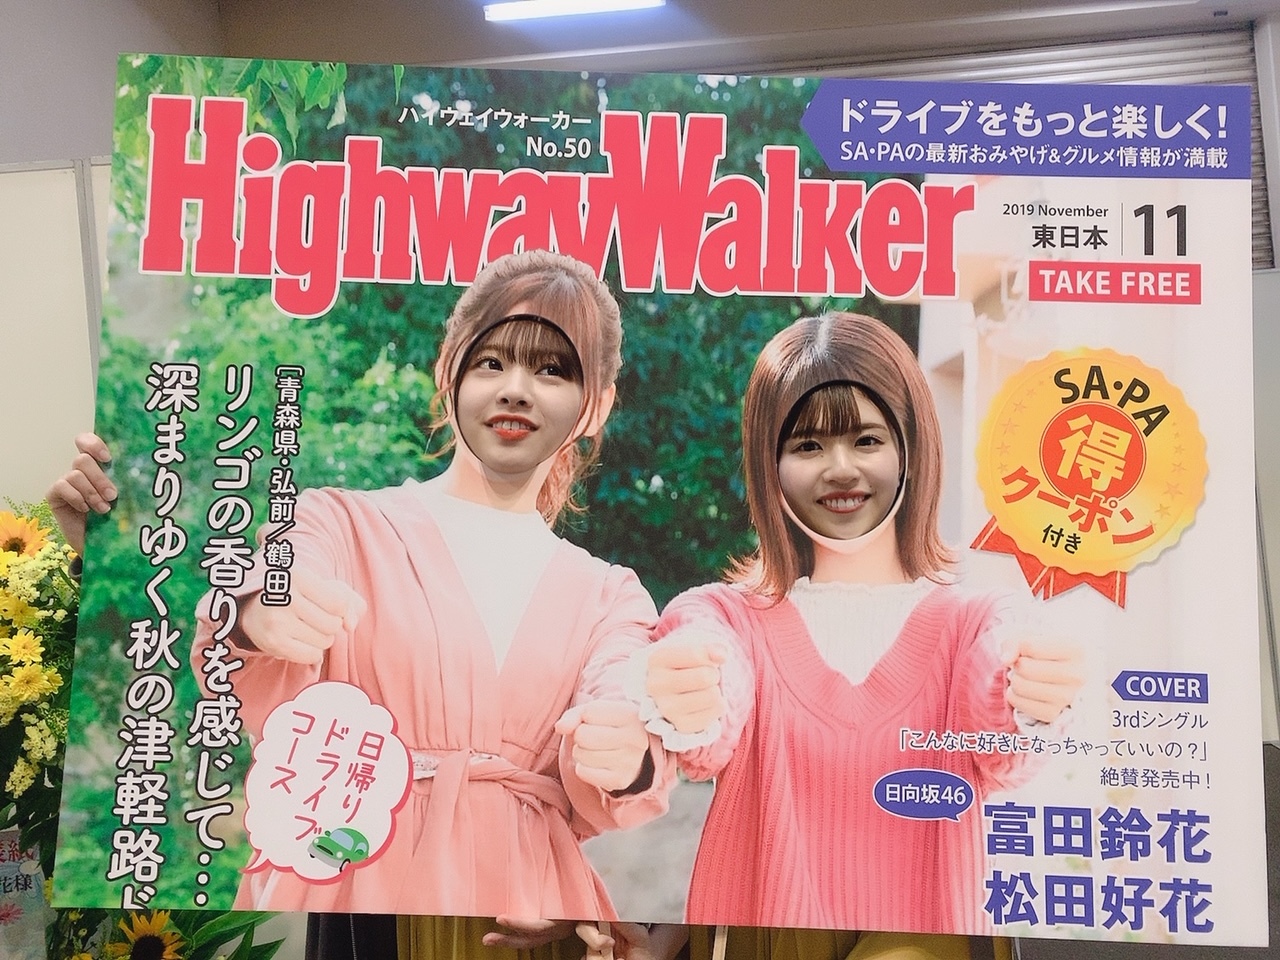 ハイウェイウォーカー
No.50
HighwayWalker
ドライブをもっと楽しく!
SA・PAの最新おみやげ&グルメ情報が満載
2019 November
東日本
11
TAKE FREE
SA・PA
得
クーポン
付き
[青森県・弘前/鶴田]
リンゴの香りを感じて…
深まりゆく秋の津軽路ド
日帰り
ドライブ
コース
COVER
3rdシングル
「こんなに好きになっちゃっていいの?」
絶賛発売中!
日向坂46
富田鈴花
松田好花
花様